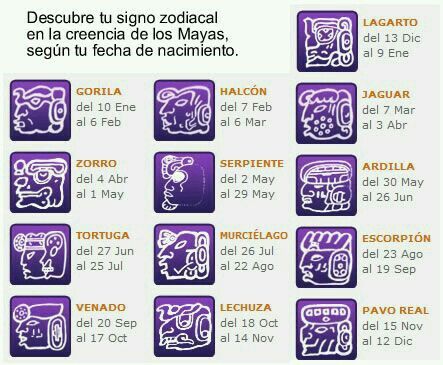 Descubre tu signo zodiacal
en la creencia de los Mayas,
según tu fecha de nacimiento.
LAGARTO
del 13 Dic
al 9 Ene
GORILA
del 10 Ene
al 6 Feb
HALCÓN
del 7 Feb
al 6 Mar
JAGUAR
del 7 Mar
al 3 Abr
ZORRO
del 4 Abr
al 1 May
SERPIENTE
del 2 May
al 29 May
ARDILLA
del 30 May
al 26 Jun
TORTUGA
del 27 Jun
al 25 Jul
MURCIÉLAGO
del 26 Jul
al 22 Ago
ESCORPIÓN
del 23 Ago
al 19 Sep
VENADO
del 20 Sep
al 17 Oct
LECHUZA
del 18 Oct
al 14 Nov
PAVO REAL
del 15 Nov
al 12 Dic